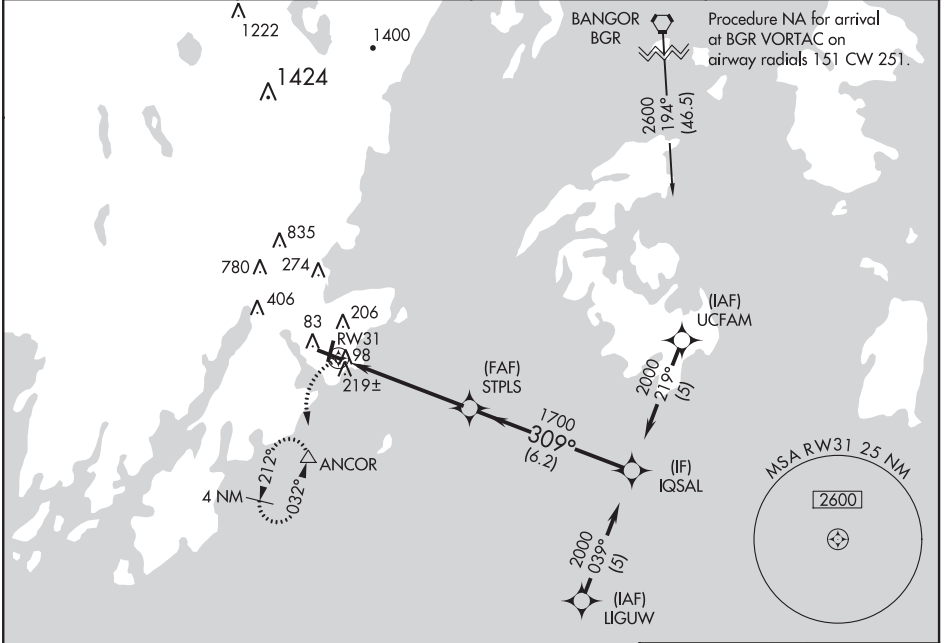 1222
1400
1424
BANGOR
BGR
Procedure NA for arrival
at BGR VORTAC on
airway radials 151 CW 251.
2600
194°
(46.5)
835
780
274
406
206
83
RW31
98
219±
(IAF)
UCFAM
2000
219°
(5)
(FAF)
STPLS
1700
309°
(6.2)
(IF)
IQSAL
ANCOR
212°
032°
4 NM
2000
039°
(5)
(IAF)
LIGUW
MSA RW31 25 NM
2600